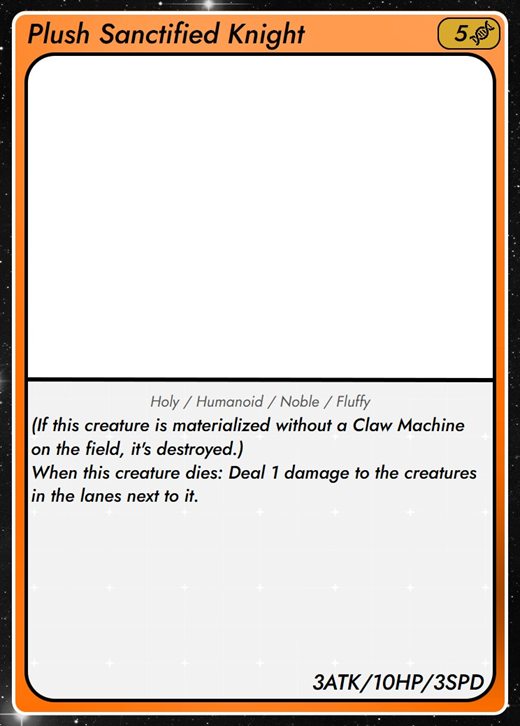 Plush Sanctified Knight
5
Holy / Humanoid / Noble / Fluffy
(If this creature is materialized without a Claw Machine
on the field, it's destroyed.)
When this creature dies: Deal 1 damage to the creatures
in the lanes next to it.
3ATK/10HP/3SPD